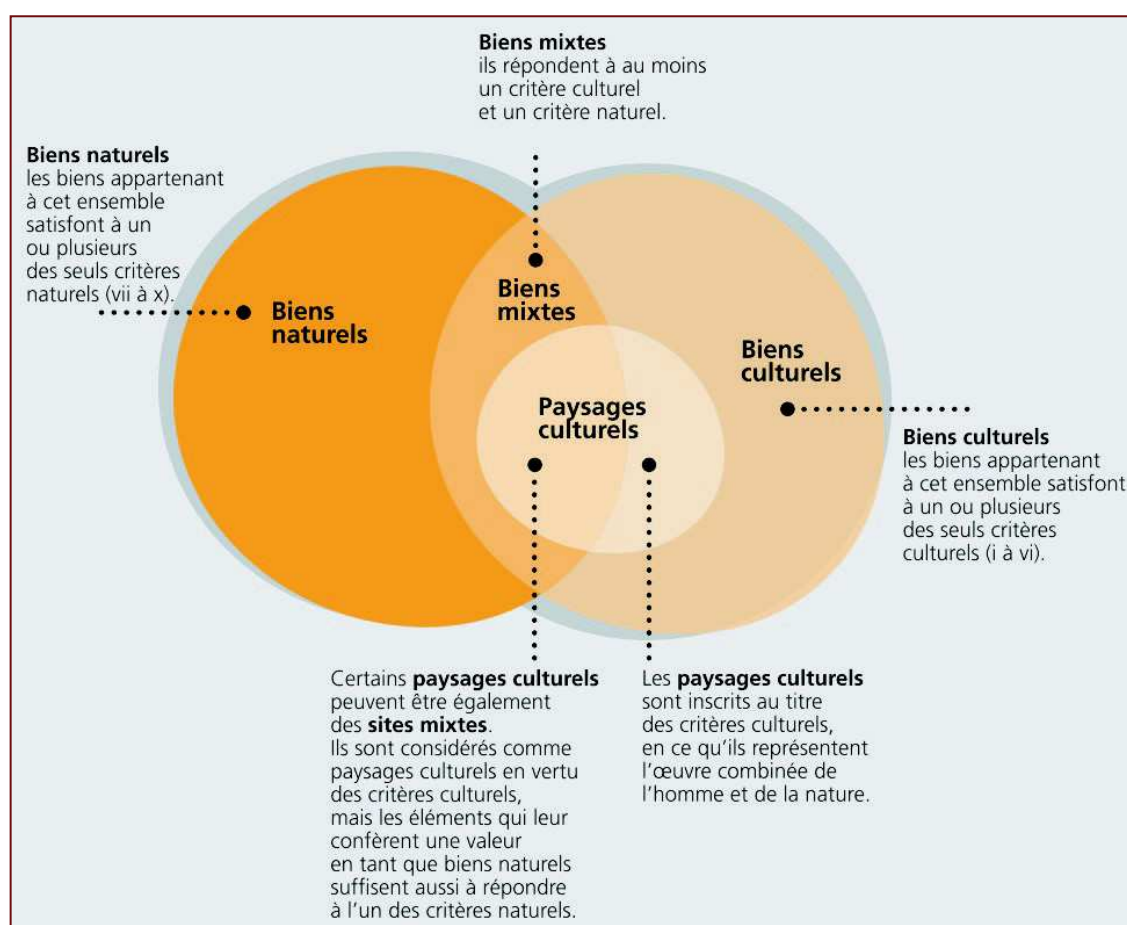 Biens mixtes
ils répondent à au moins
un critère culturel
et un critère naturel.
Biens naturels
les biens appartenant
à cet ensemble
satisfont à un
ou plusieurs
des seuls critères
naturels (vii à x).
Biens
naturels
Biens
mixtes
Biens
culturels
Paysages
culturels
Biens culturels
les biens appartenant
à cet ensemble satisfont
à un ou plusieurs
des seuls critères
culturels (i à vi).
Certains paysages culturels
peuvent être également
des sites mixtes.
Ils sont considérés comme
paysages culturels en vertu
des critères culturels,
mais les éléments qui leur
confèrent une valeur
en tant que biens naturels
suffisent aussi à répondre
à l'un des critères naturels.
Les paysages culturels
sont inscrits au titre
des critères culturels,
en ce qu'ils représentent
l'œuvre combinée de
l'homme et de la nature.